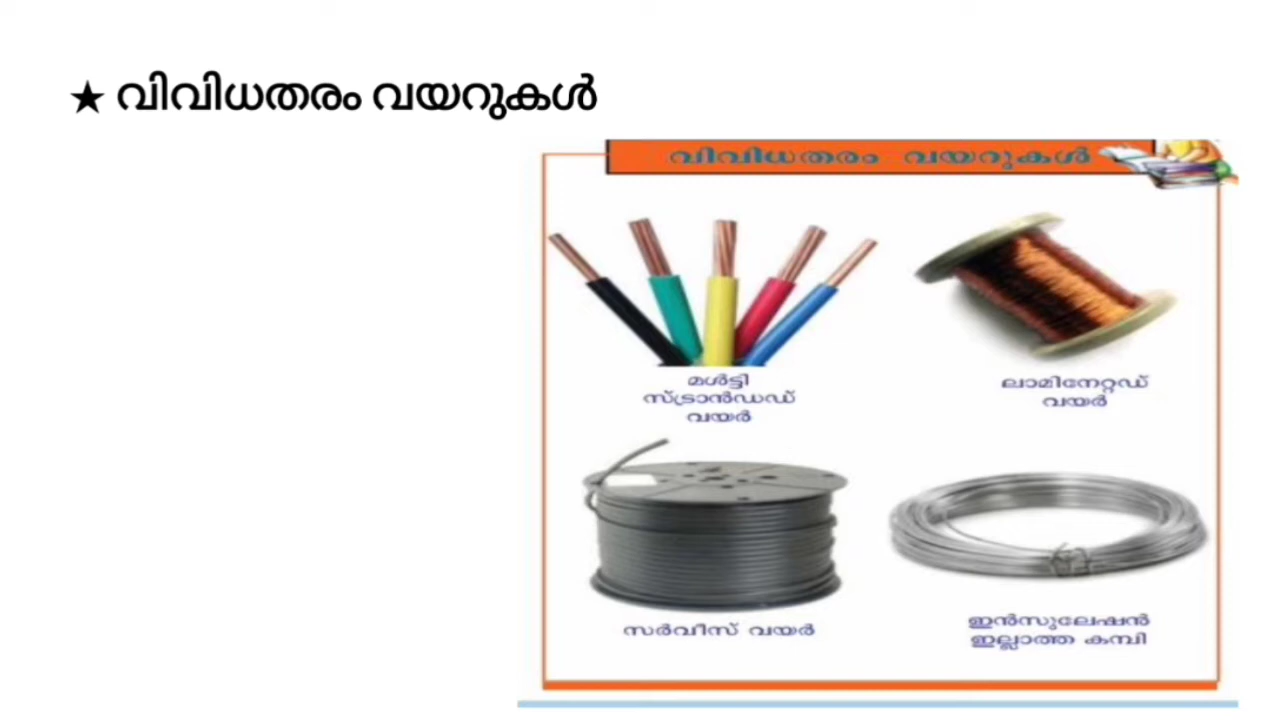 ★ വിവിധതരം വയറുകൾ
വിവിധതരം വയറുകൾ
മൾട്ടി
സ്ട്രാൻഡഡ്
വയർ
ലാമിനേറ്റഡ്
വയർ
സർവീസ് വയർ
ഇൻസുലേഷൻ
ഇല്ലാത്ത കമ്പി